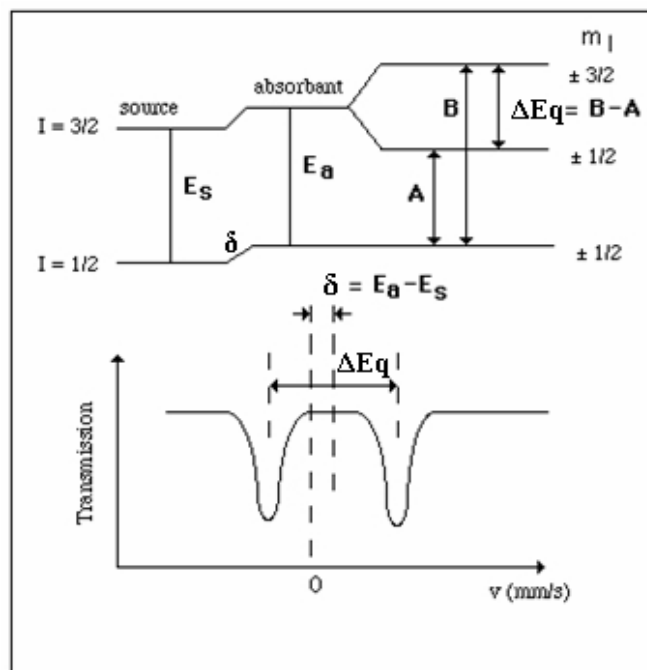 m I
± 3/2
absorbant
source
B
ΔEq = B-A
I = 3/2
Ea
± 1/2
Es
A
δ
I = 1/2
± 1/2
δ = Ea-Es
ΔEq
Transmission
0
v (mm/s)